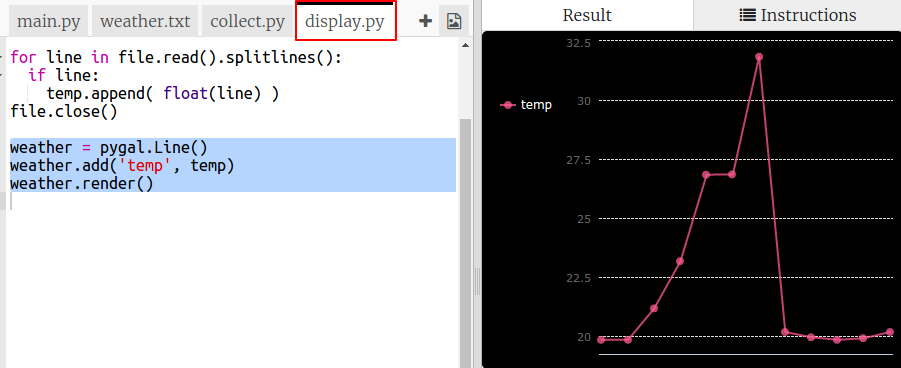 main.py weather.txt collect.py display.py
for line in file.read().splitlines():
  if line:
    temp.append( float(line) )
file.close()
weather = pygal.Line()
weather.add('temp', temp)
weather.render()
Result Instructions
32.5
temp
30
27.5
25
22.5
20